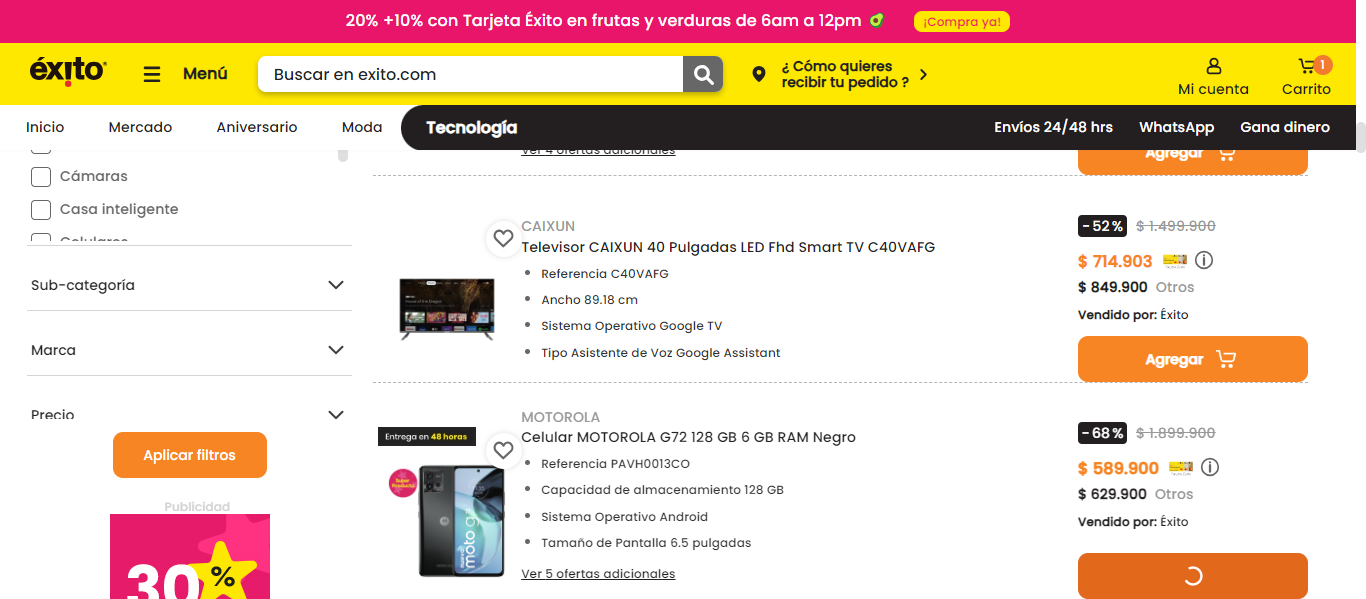 20% +10% con Tarjeta Éxito en frutas y verduras de 6am a 12pm ¡Compra ya!
éxito
Menú
Buscar en exito.com
¿ Cómo quieres
recibir tu pedido ?
1
Mi cuenta
Carrito
Inicio
Mercado
Aniversario
Moda
Tecnología
Envíos 24/48 hrs
WhatsApp
Gana dinero
Cámaras
Casa inteligente
Celulares
Sub-categoría
Marca
Precio
Aplicar filtros
Publicidad
30%
Ver 4 ofertas adicionales
Agregar
CAIXUN
Televisor CAIXUN 40 Pulgadas LED Fhd Smart TV C40VAFG
Referencia C40VAFG
Ancho 89.18 cm
Sistema Operativo Google TV
Tipo Asistente de Voz Google Assistant
- 52 % $ 1.499.900
$ 714.903
$ 849.900 Otros
Vendido por: Éxito
Agregar
Entrega en 48 horas
Super
Producto
moto g
MOTOROLA
Celular MOTOROLA G72 128 GB 6 GB RAM Negro
Referencia PAVH0013CO
Capacidad de almacenamiento 128 GB
Sistema Operativo Android
Tamaño de Pantalla 6.5 pulgadas
Ver 5 ofertas adicionales
- 68 % $ 1.899.900
$ 589.900
$ 629.900 Otros
Vendido por: Éxito